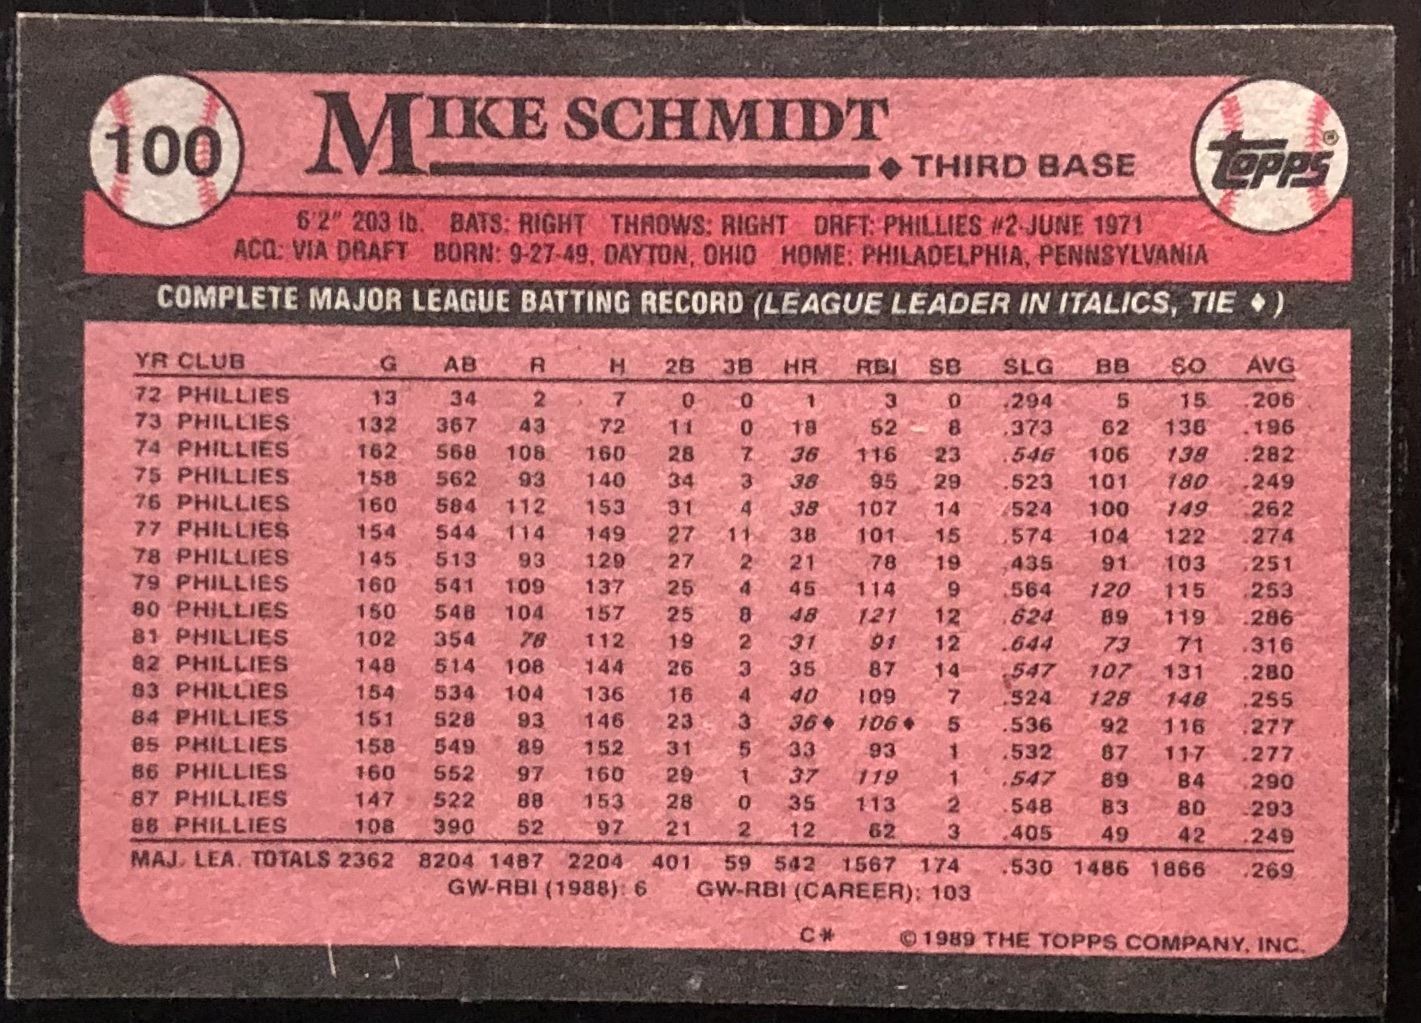 100
MIKE SCHMIDT
◆ THIRD BASE
Topps®
6'2" 203 lb. BATS: RIGHT THROWS: RIGHT DRFT: PHILLIES #2-JUNE 1971
ACQ: VIA DRAFT BORN: 9-27-49, DAYTON, OHIO HOME: PHILADELPHIA, PENNSYLVANIA
COMPLETE MAJOR LEAGUE BATTING RECORD (LEAGUE LEADER IN ITALICS, TIE ♦)
YR CLUB G AB R H 2B 3B HR RBI SB SLG BB SO AVG
72 PHILLIES 13 34 2 7 0 0 1 3 0 .294 5 15 .206
73 PHILLIES 132 367 43 72 11 0 18 52 8 .373 62 136 .196
74 PHILLIES 162 568 108 160 28 7 36 116 23 .546 106 138 .282
75 PHILLIES 158 562 93 140 34 3 38 95 29 .523 101 180 .249
76 PHILLIES 160 584 112 153 31 4 38 107 14 .524 100 149 .262
77 PHILLIES 154 544 114 149 27 11 38 101 15 .574 104 122 .274
78 PHILLIES 145 513 93 129 27 2 21 78 19 .435 91 103 .251
79 PHILLIES 160 541 109 137 25 4 45 114 9 .564 120 115 .253
80 PHILLIES 150 548 104 157 25 8 48 121 12 .624 89 119 .286
81 PHILLIES 102 354 78 112 19 2 31 91 12 .644 73 71 .316
82 PHILLIES 148 514 108 144 26 3 35 87 14 .547 107 131 .280
83 PHILLIES 154 534 104 136 16 4 40 109 7 .524 128 148 .255
84 PHILLIES 151 528 93 146 23 3 36♦ 106♦ 5 .536 92 116 .277
85 PHILLIES 158 549 89 152 31 5 33 93 1 .532 87 117 .277
86 PHILLIES 160 552 97 160 29 1 37 119 1 .547 89 84 .290
87 PHILLIES 147 522 88 153 28 0 35 113 2 .548 83 80 .293
88 PHILLIES 108 390 52 97 21 2 12 62 3 .405 49 42 .249
MAJ. LEA. TOTALS 2362 8204 1487 2204 401 59 542 1567 174 .530 1486 1866 .269
GW-RBI (1988): 6 GW-RBI (CAREER): 103
C* ©1989 THE TOPPS COMPANY, INC.